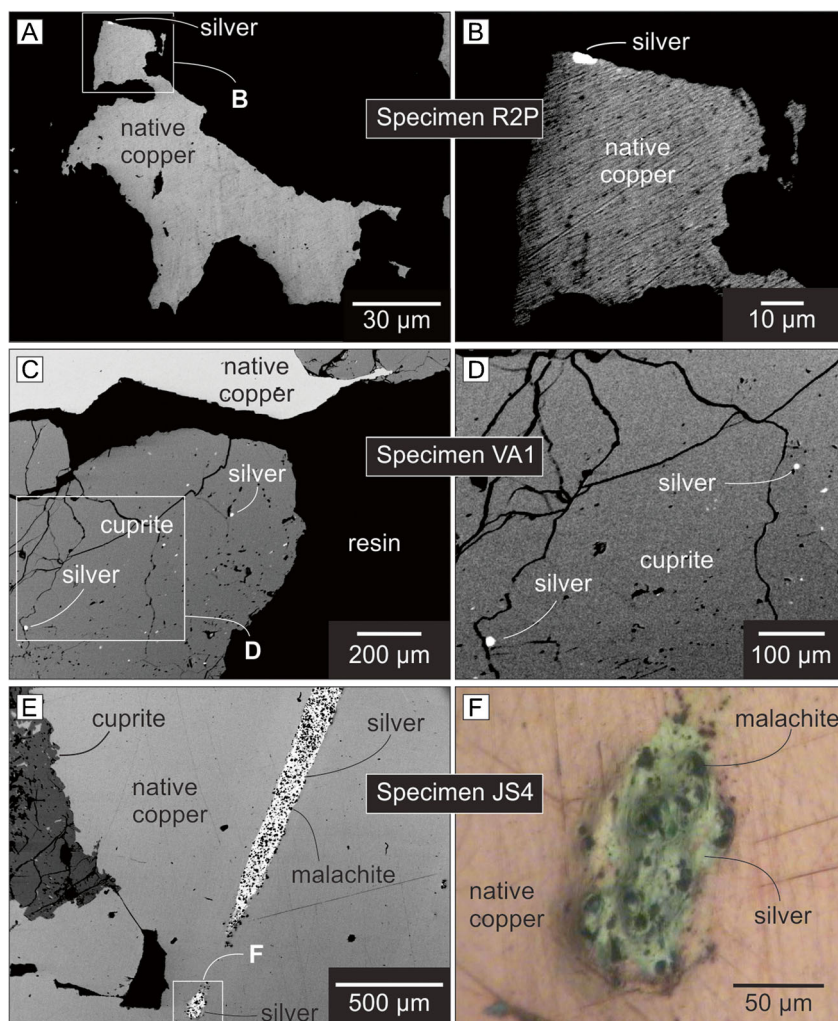 A
silver
B
native
copper
30 µm
Specimen R2P
B
silver
native
copper
10 µm
C
native
copper
silver
cuprite
silver
D
resin
200 µm
Specimen VA1
D
silver
cuprite
silver
100 µm
E
cuprite
silver
native
copper
malachite
F
silver
500 µm
Specimen JS4
F
malachite
native
copper
silver
50 µm